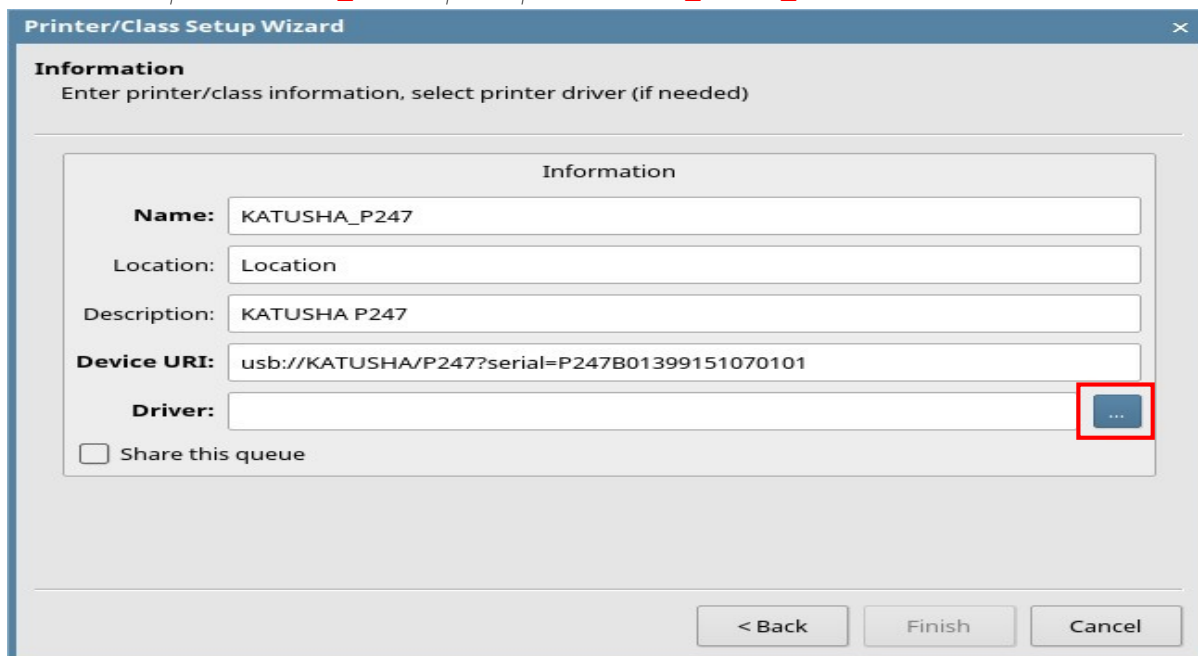 Printer/Class Setup Wizard
Information
Enter printer/class information, select printer driver (if needed)
Information
Name: KATUSHA_P247
Location: Location
Description: KATUSHA P247
Device URI: usb://KATUSHA/P247?serial=P247B01399151070101
Driver: ...
Share this queue
< Back Finish Cancel